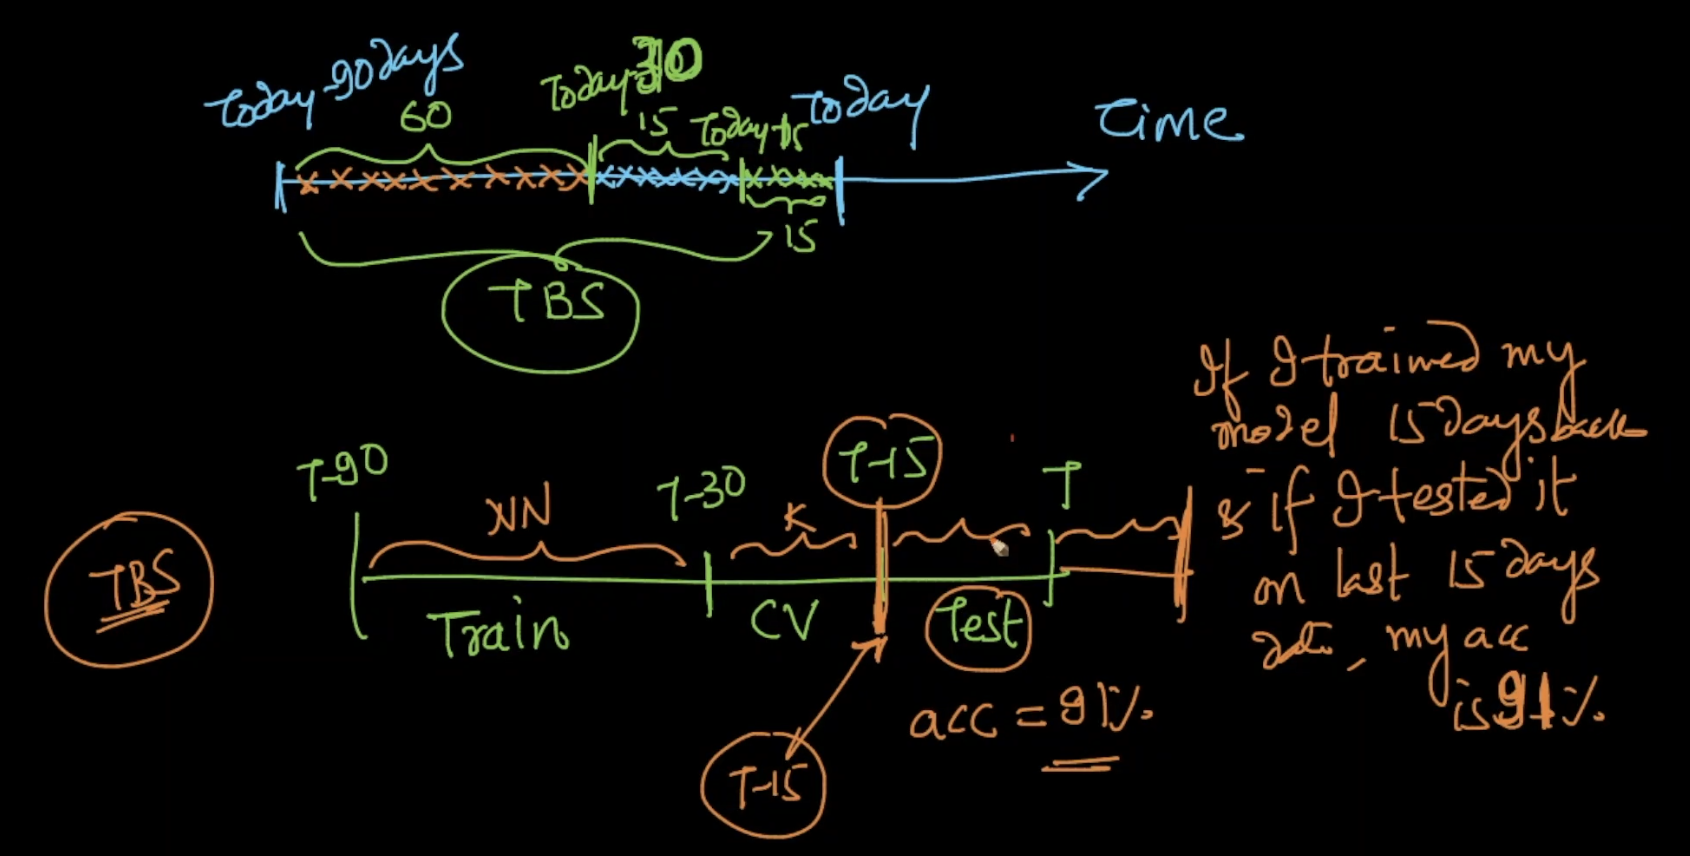 Today-90days
Today-30
Today-15
Today
Time
60
15
15
TBS
T-90
T-30
T-15
T
NN
K
TBS
Train
CV
Test
acc = 91%
T-15
If I trained my
model 15 days back
& if I tested it
on last 15 days
data, my acc
is 91%